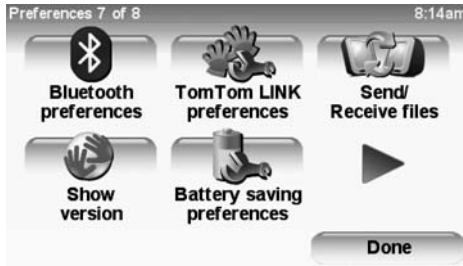 Preferences 7 of 8 8:14am
Bluetooth preferences
TomTom LINK preferences
Send/ Receive files
Show version
Battery saving preferences
Done